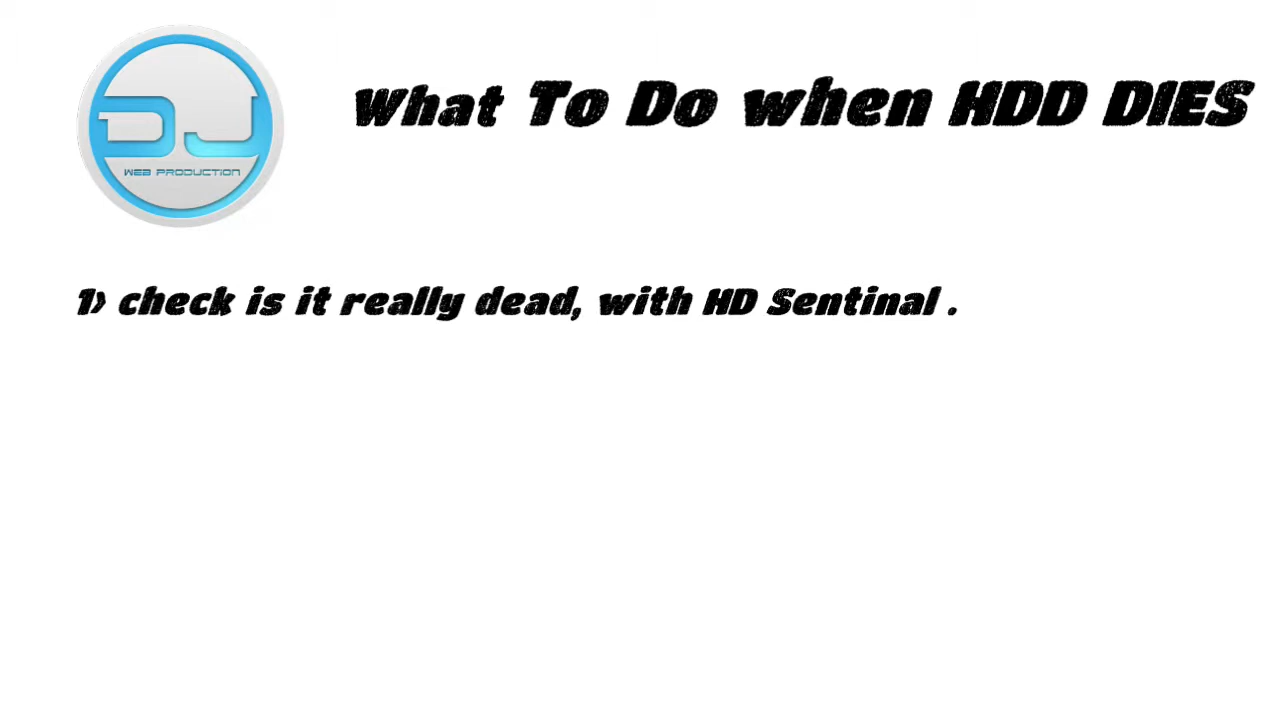 DJ
WEB PRODUCTION
What To Do when HDD DIES
1) check is it really dead, with HD Sentinal .